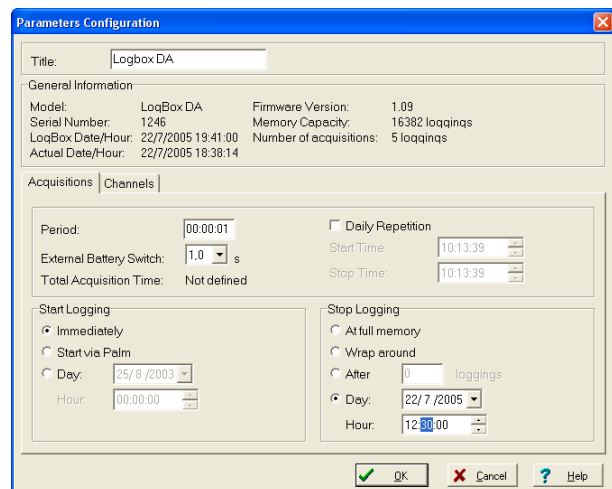 Parameters Configuration
Title: Logbox DA
General Information
Model: LogBox DA Firmware Version: 1.09
Serial Number: 1246 Memory Capacity: 16382 loggings
LogBox Date/Hour: 22/7/2005 19:41:00 Number of acquisitions: 5 loggings
Actual Date/Hour: 22/7/2005 18:38:14
Acquisitions Channels
Period: 00:00:01 Daily Repetition
External Battery Switch: 1,0 s Start Time: 10:13:39
Total Acquisition Time: Not defined Stop Time: 10:13:39
Start Logging Stop Logging
Immediately At full memory
Start via Palm Wrap around
Day: 25/ 8 /2003 After 0 loggings
Hour: 00:00:00 Day: 22/ 7 /2005
Hour: 12:30:00
OK Cancel ? Help